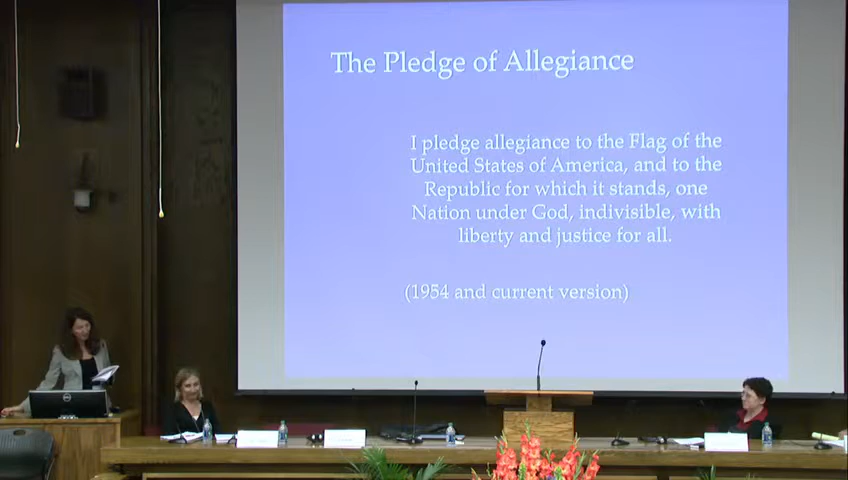 The Pledge of Allegiance
I pledge allegiance to the Flag of the
United States of America, and to the
Republic for which it stands, one
Nation under God, indivisible, with
liberty and justice for all.
(1954 and current version)